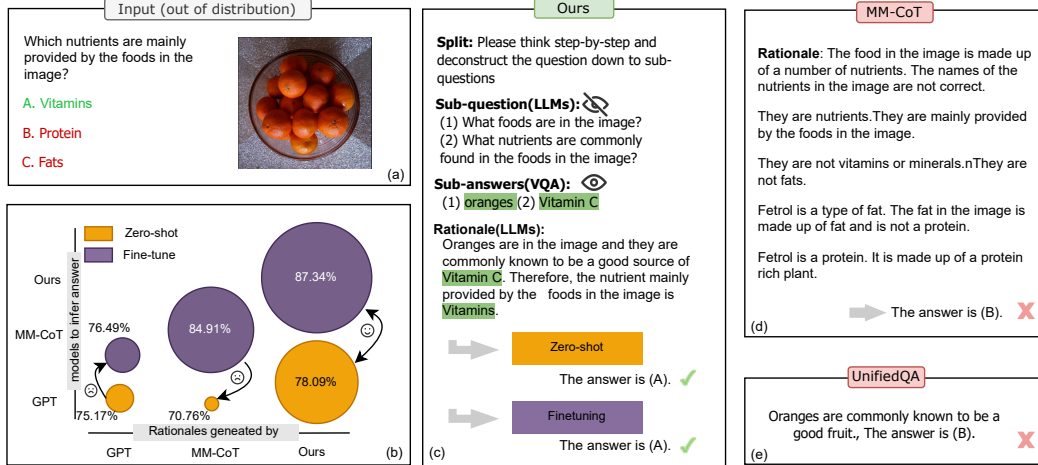 Input (out of distribution)
Which nutrients are mainly
provided by the foods in the
image?
A. Vitamins
B. Protein
C. Fats
(a)
Zero-shot
Fine-tune
models to infer answer
Ours
MM-CoT
GPT
87.34%
84.91%
76.49%
78.09%
75.17%
70.76%
Rationales geneated by
GPT
MM-CoT
Ours
(b)
Ours
Split: Please think step-by-step and
deconstruct the question down to sub-
questions
Sub-question(LLMs):
(1) What foods are in the image?
(2) What nutrients are commonly
found in the foods in the image?
Sub-answers(VQA):
(1) oranges (2) Vitamin C
Rationale(LLMs):
Oranges are in the image and they are
commonly known to be a good source of
Vitamin C. Therefore, the nutrient mainly
provided by the foods in the image is
Vitamins.
Zero-shot
The answer is (A).
Finetuning
The answer is (A).
(c)
MM-CoT
Rationale: The food in the image is made up
of a number of nutrients. The names of the
nutrients in the image are not correct.
They are nutrients.They are mainly provided
by the foods in the image.
They are not vitamins or minerals.nThey are
not fats.
Fetrol is a type of fat. The fat in the image is
made up of fat and is not a protein.
Fetrol is a protein. It is made up of a protein
rich plant.
The answer is (B). X
(d)
UnifiedQA
Oranges are commonly known to be a
good fruit., The answer is (B).
X
(e)